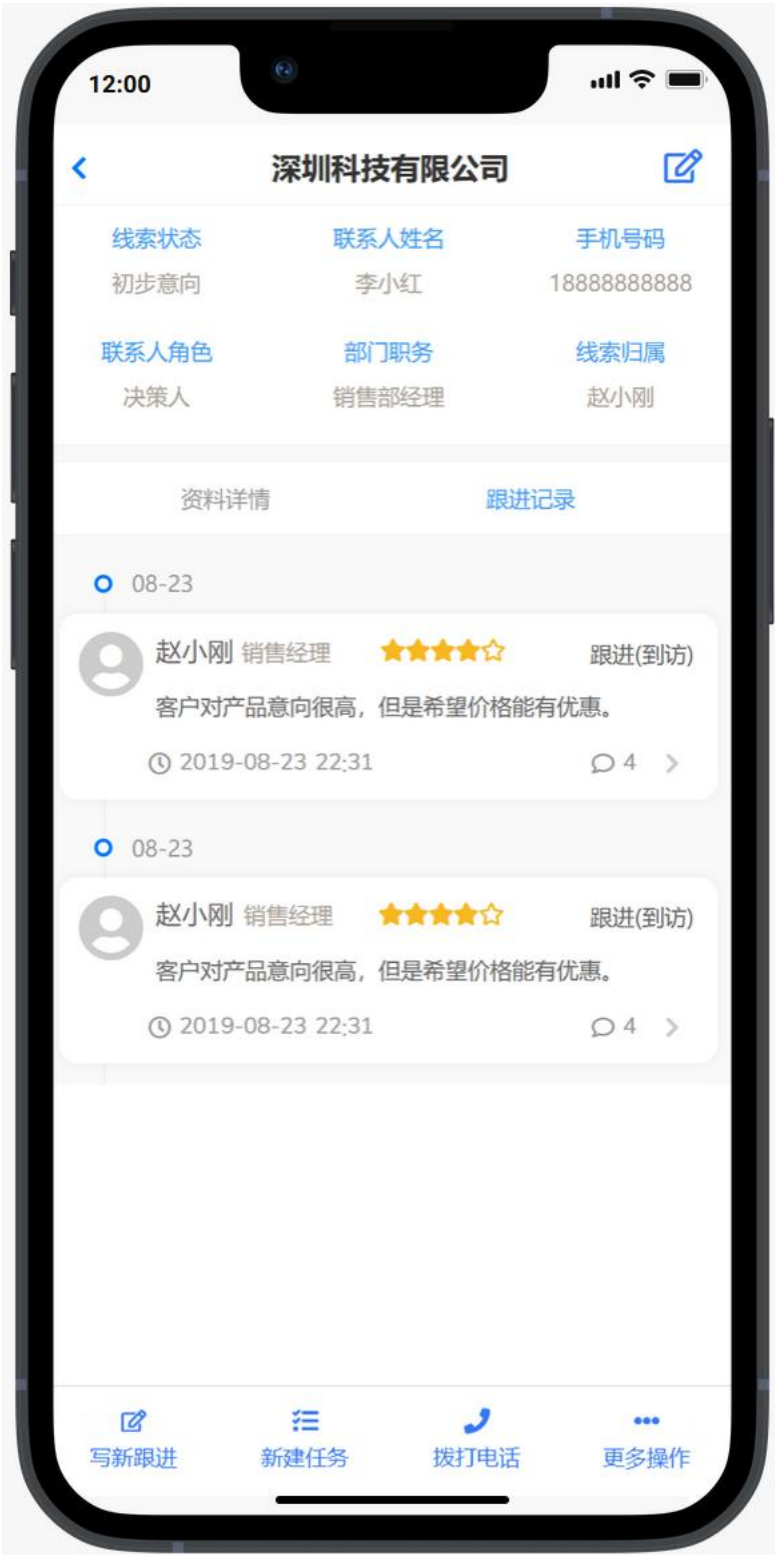 12:00
深圳科技有限公司
线索状态 联系人姓名 手机号码
初步意向 李小红 18888888888
联系人角色 部门职务 线索归属
决策人 销售部经理 赵小刚
资料详情 跟进记录
08-23
赵小刚 销售经理 跟进(到访)
客户对产品意向很高，但是希望价格能有优惠。
2019-08-23 22:31 4
08-23
赵小刚 销售经理 跟进(到访)
客户对产品意向很高，但是希望价格能有优惠。
2019-08-23 22:31 4
写新跟进 新建任务 拨打电话 更多操作